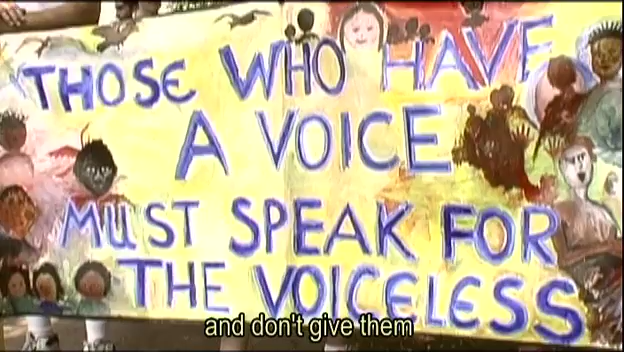 THOSE WHO HAVE
A VOICE
MUST SPEAK FOR
THE VOICELESS
and don't give them